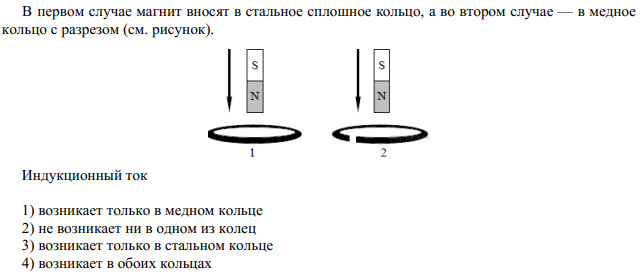 В первом случае магнит вносят в стальное сплошное кольцо, а во втором случае — в медное
кольцо с разрезом (см. рисунок).
S S
N N
1 2
Индукционный ток
1) возникает только в медном кольце
2) не возникает ни в одном из колец
3) возникает только в стальном кольце
4) возникает в обоих кольцах